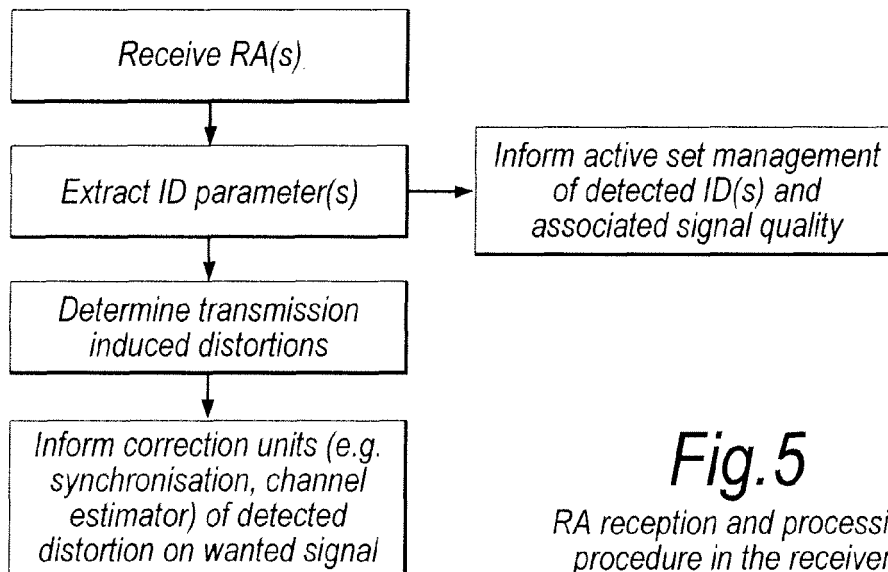 Receive RA(s)
Extract ID parameter(s)
Inform active set management
of detected ID(s) and
associated signal quality
Determine transmission
induced distortions
Inform correction units (e.g.
synchronisation, channel
estimator) of detected
distortion on wanted signal
Fig.5
RA reception and processi
procedure in the receiver